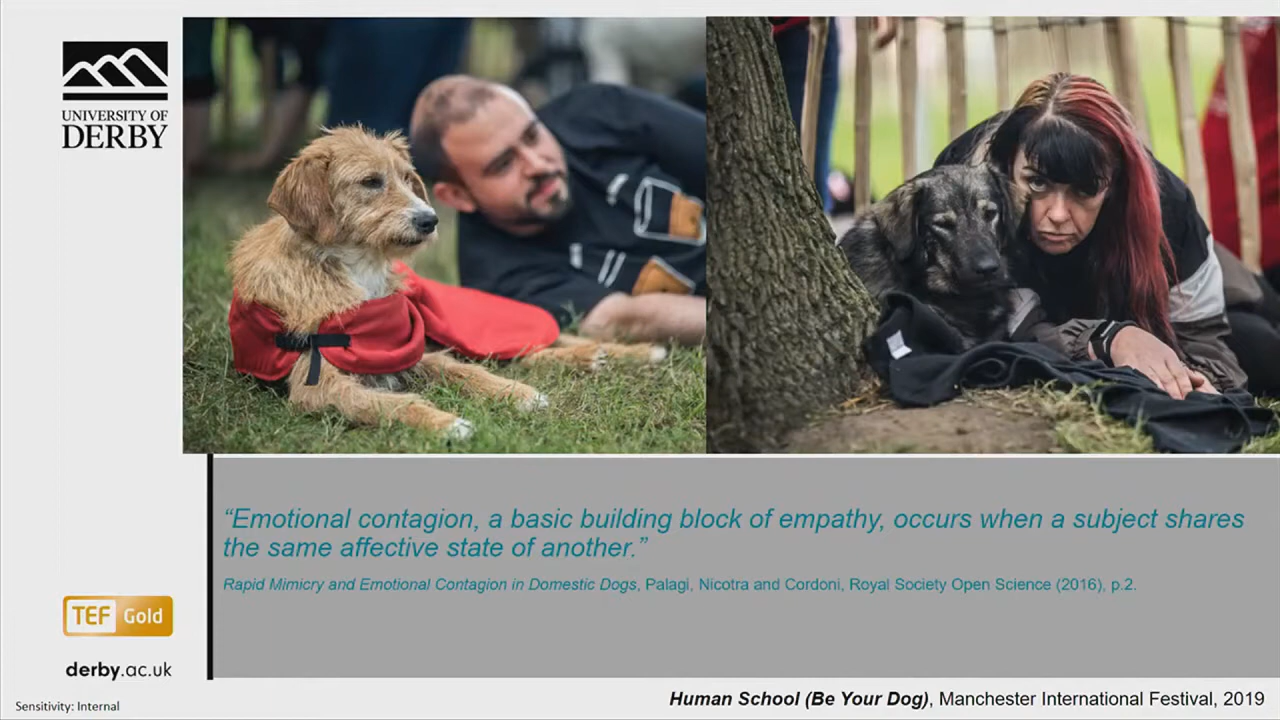 UNIVERSITY OF
DERBY
“Emotional contagion, a basic building block of empathy, occurs when a subject shares
the same affective state of another.”
Rapid Mimicry and Emotional Contagion in Domestic Dogs, Palagi, Nicotra and Cordoni, Royal Society Open Science (2016), p.2.
TEF Gold
derby.ac.uk
Human School (Be Your Dog), Manchester International Festival, 2019
Sensitivity: Internal